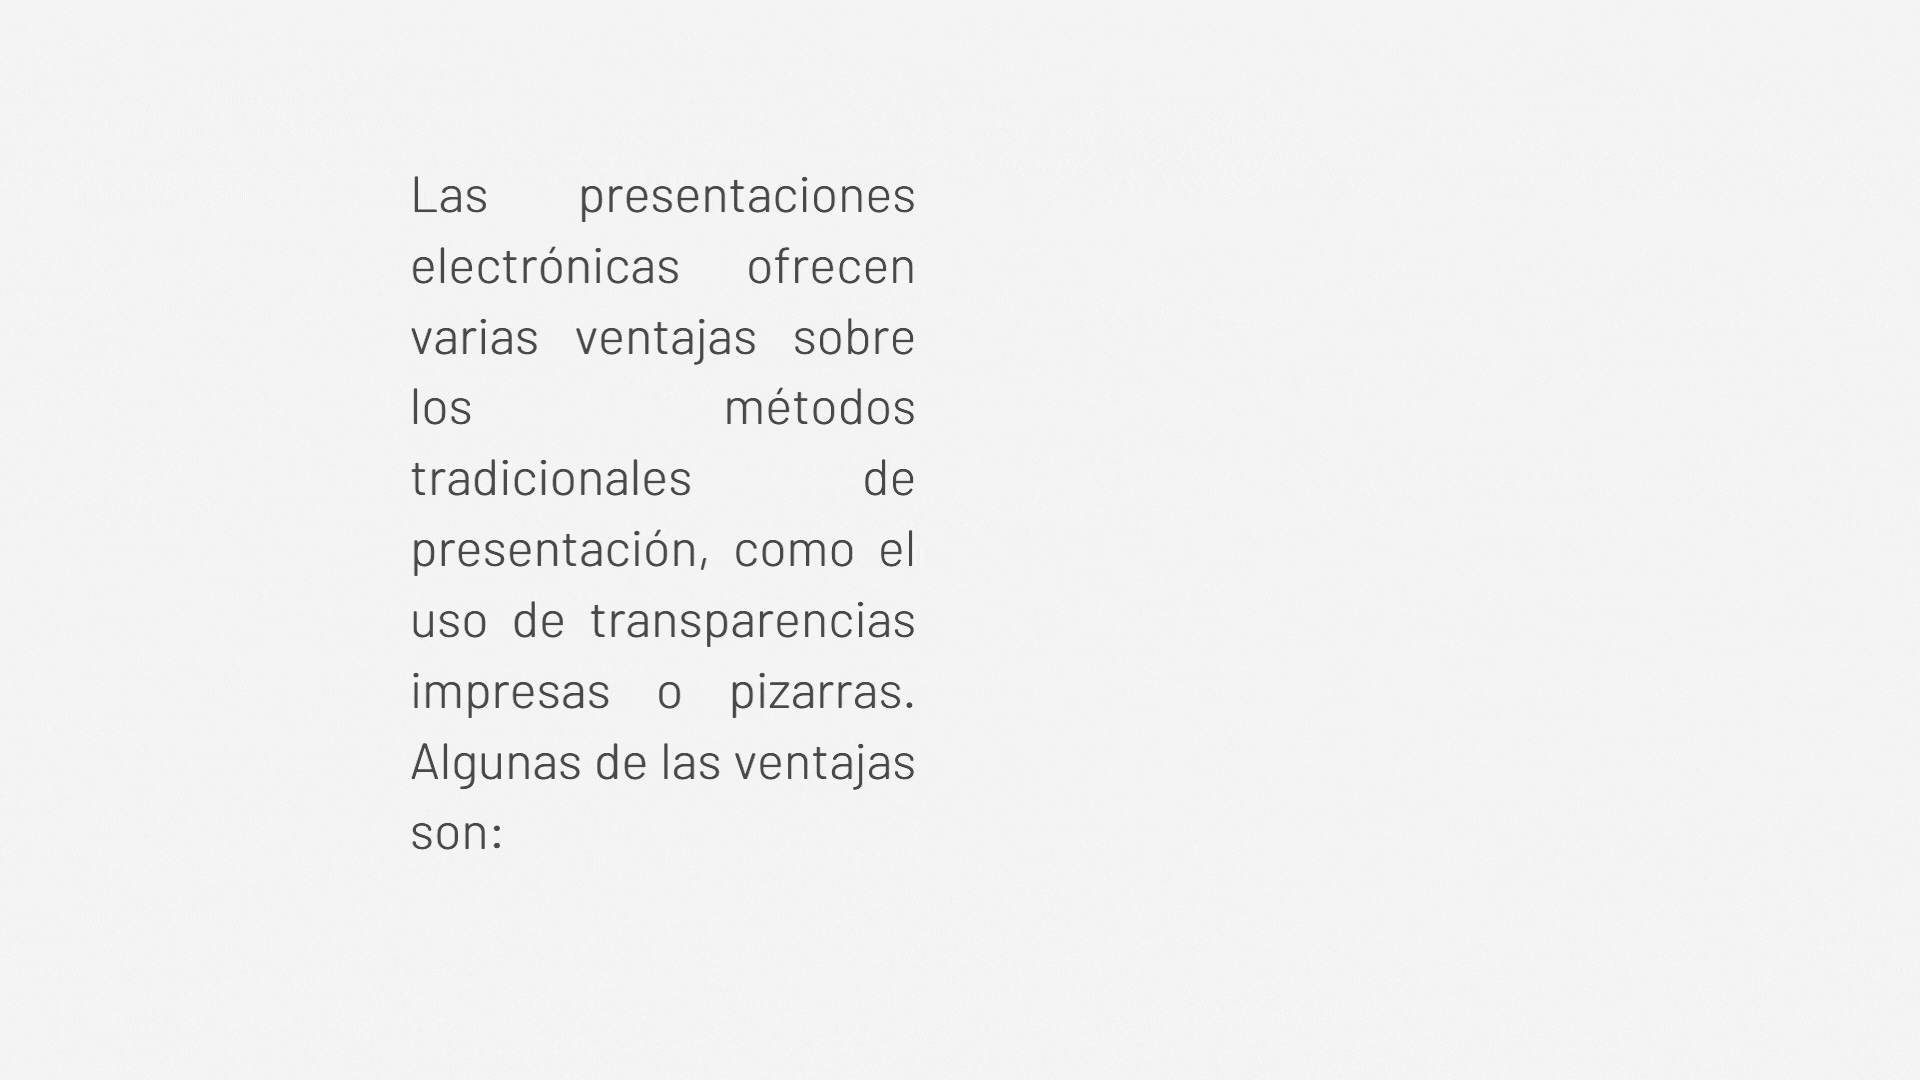 Las presentaciones
electrónicas ofrecen
varias ventajas sobre
los métodos
tradicionales de
presentación, como el
uso de transparencias
impresas o pizarras.
Algunas de las ventajas
son: